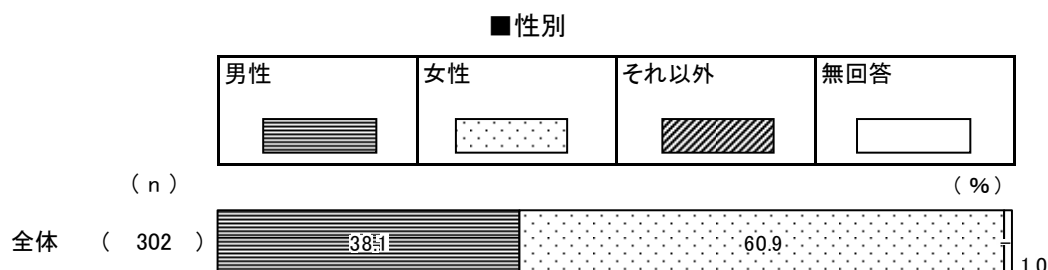 ■性別
男性 女性 それ以外 無回答
(n) (%)
全体 ( 302 ) 38.1 60.9
1.0